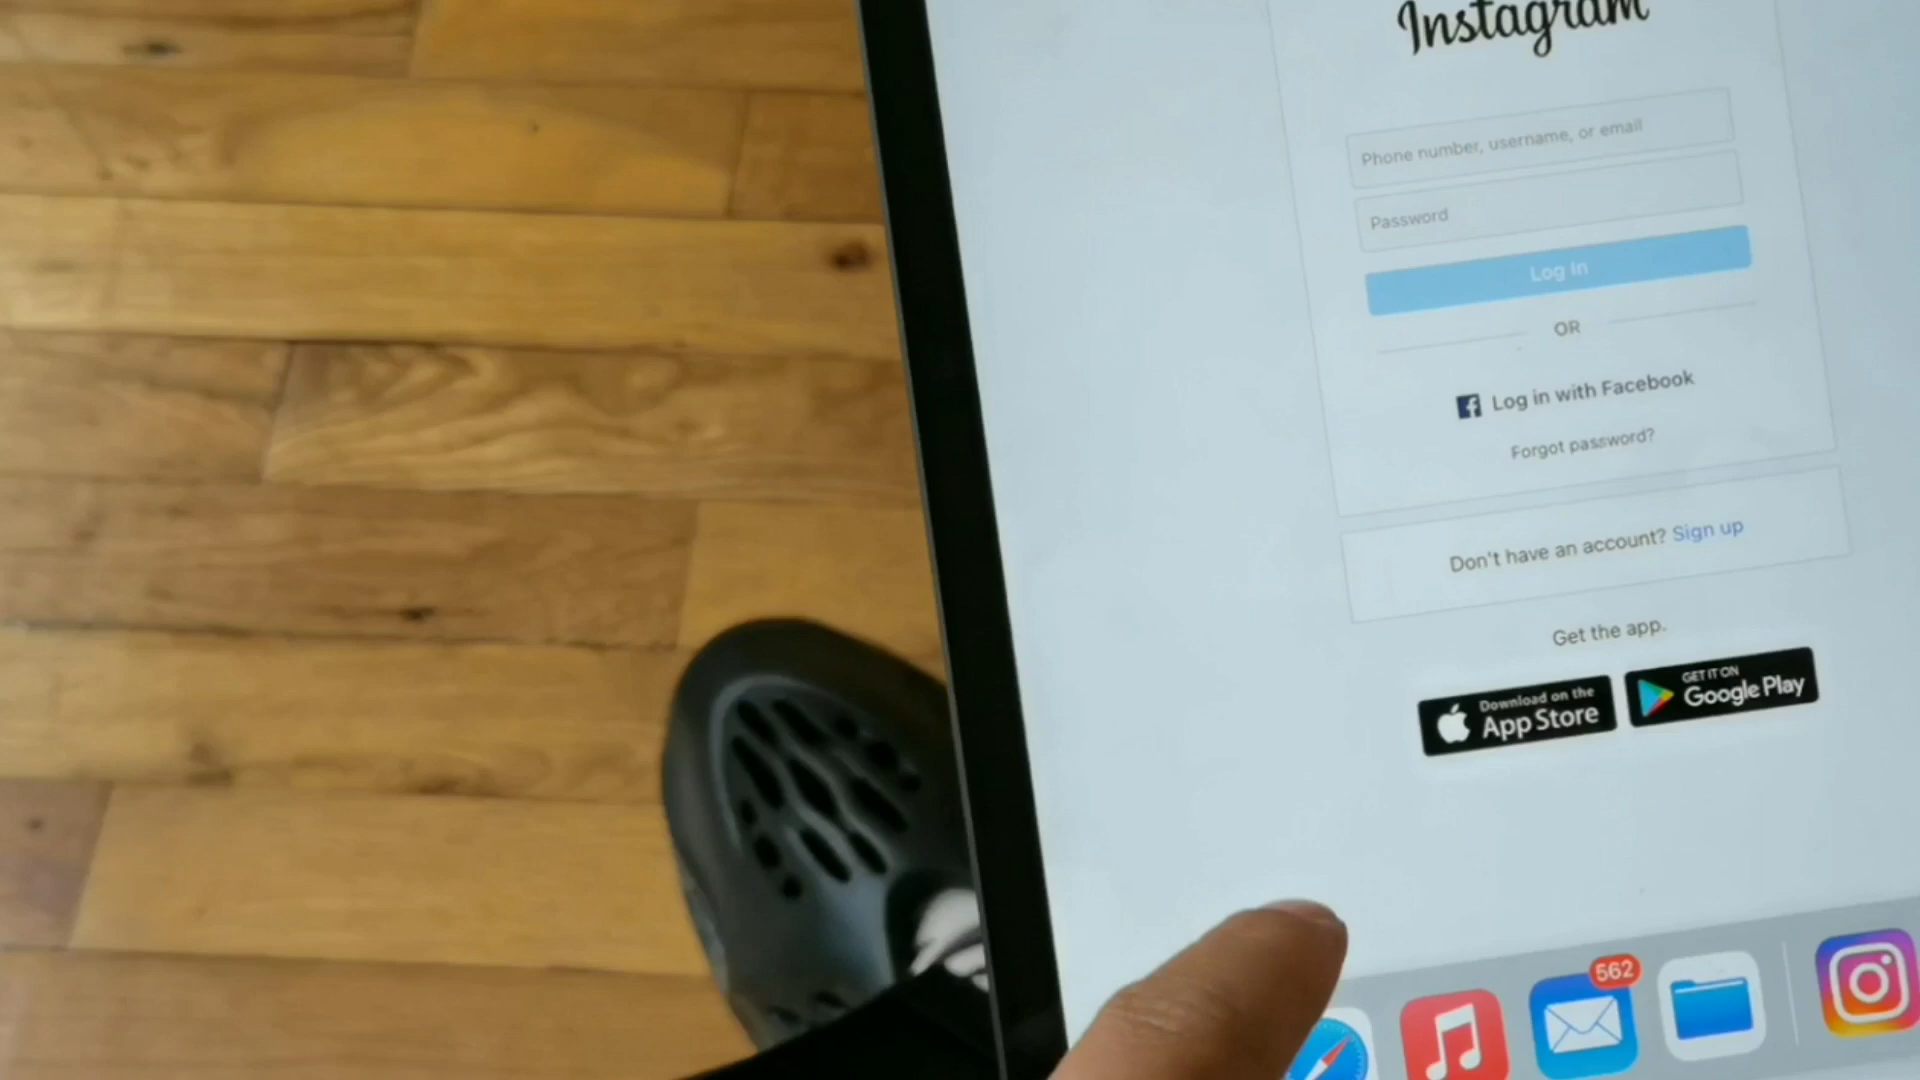 Instagram
Phone number, username, or email
Password
Log In
OR
Log in with Facebook
Forgot password?
Don't have an account? Sign up
Get the app.
Download on the
App Store
GET IT ON
Google Play
562